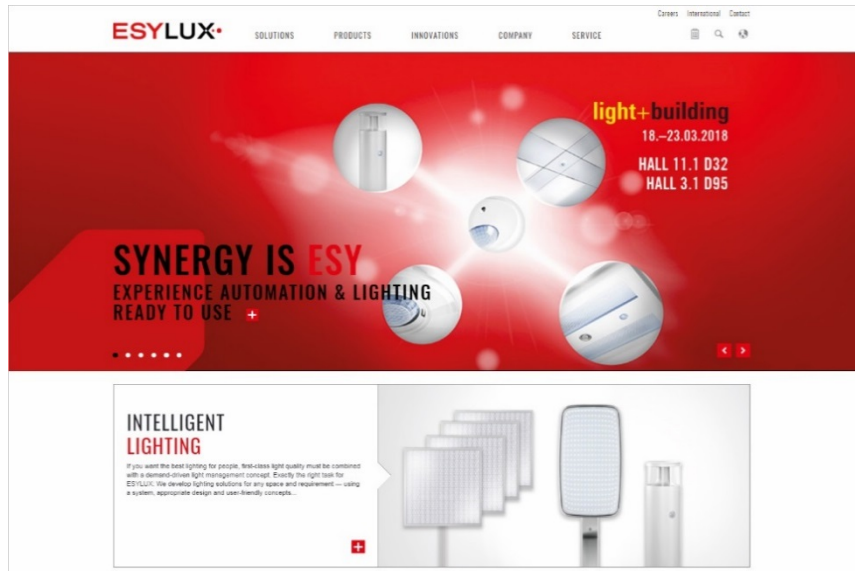 Careers International Contact
ESYLUX
SOLUTIONS PRODUCTS INNOVATIONS COMPANY SERVICE
light+building
18.–23.03.2018
HALL 11.1 D32
HALL 3.1 D95
SYNERGY IS ESY
EXPERIENCE AUTOMATION & LIGHTING
READY TO USE
INTELLIGENT
LIGHTING
If you want the best lighting for people, first-class light quality must be combined
with a demand-driven light management concept. Exactly the right task for
ESYLUX. We develop lighting solutions for any space and requirement — using
a system, appropriate design and user-friendly concepts...